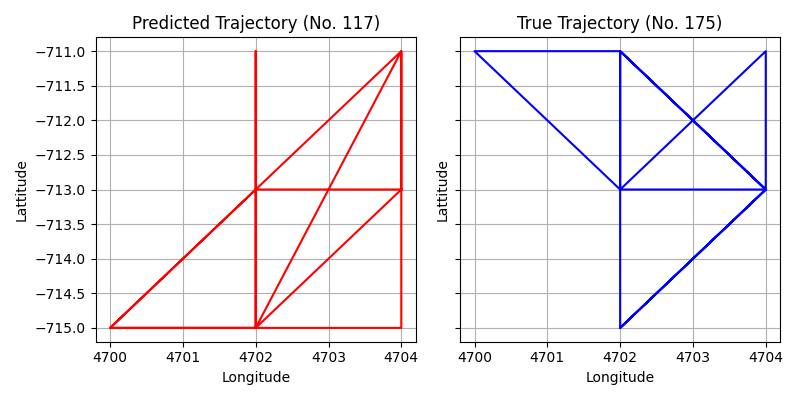 Predicted Trajectory (No. 117)
True Trajectory (No. 175)
−711.0
−711.5
−712.0
−712.5
−713.0
−713.5
−714.0
−714.5
−715.0
Lattitude
Lattitude
4700 4701 4702 4703 4704
4700 4701 4702 4703 4704
Longitude
Longitude